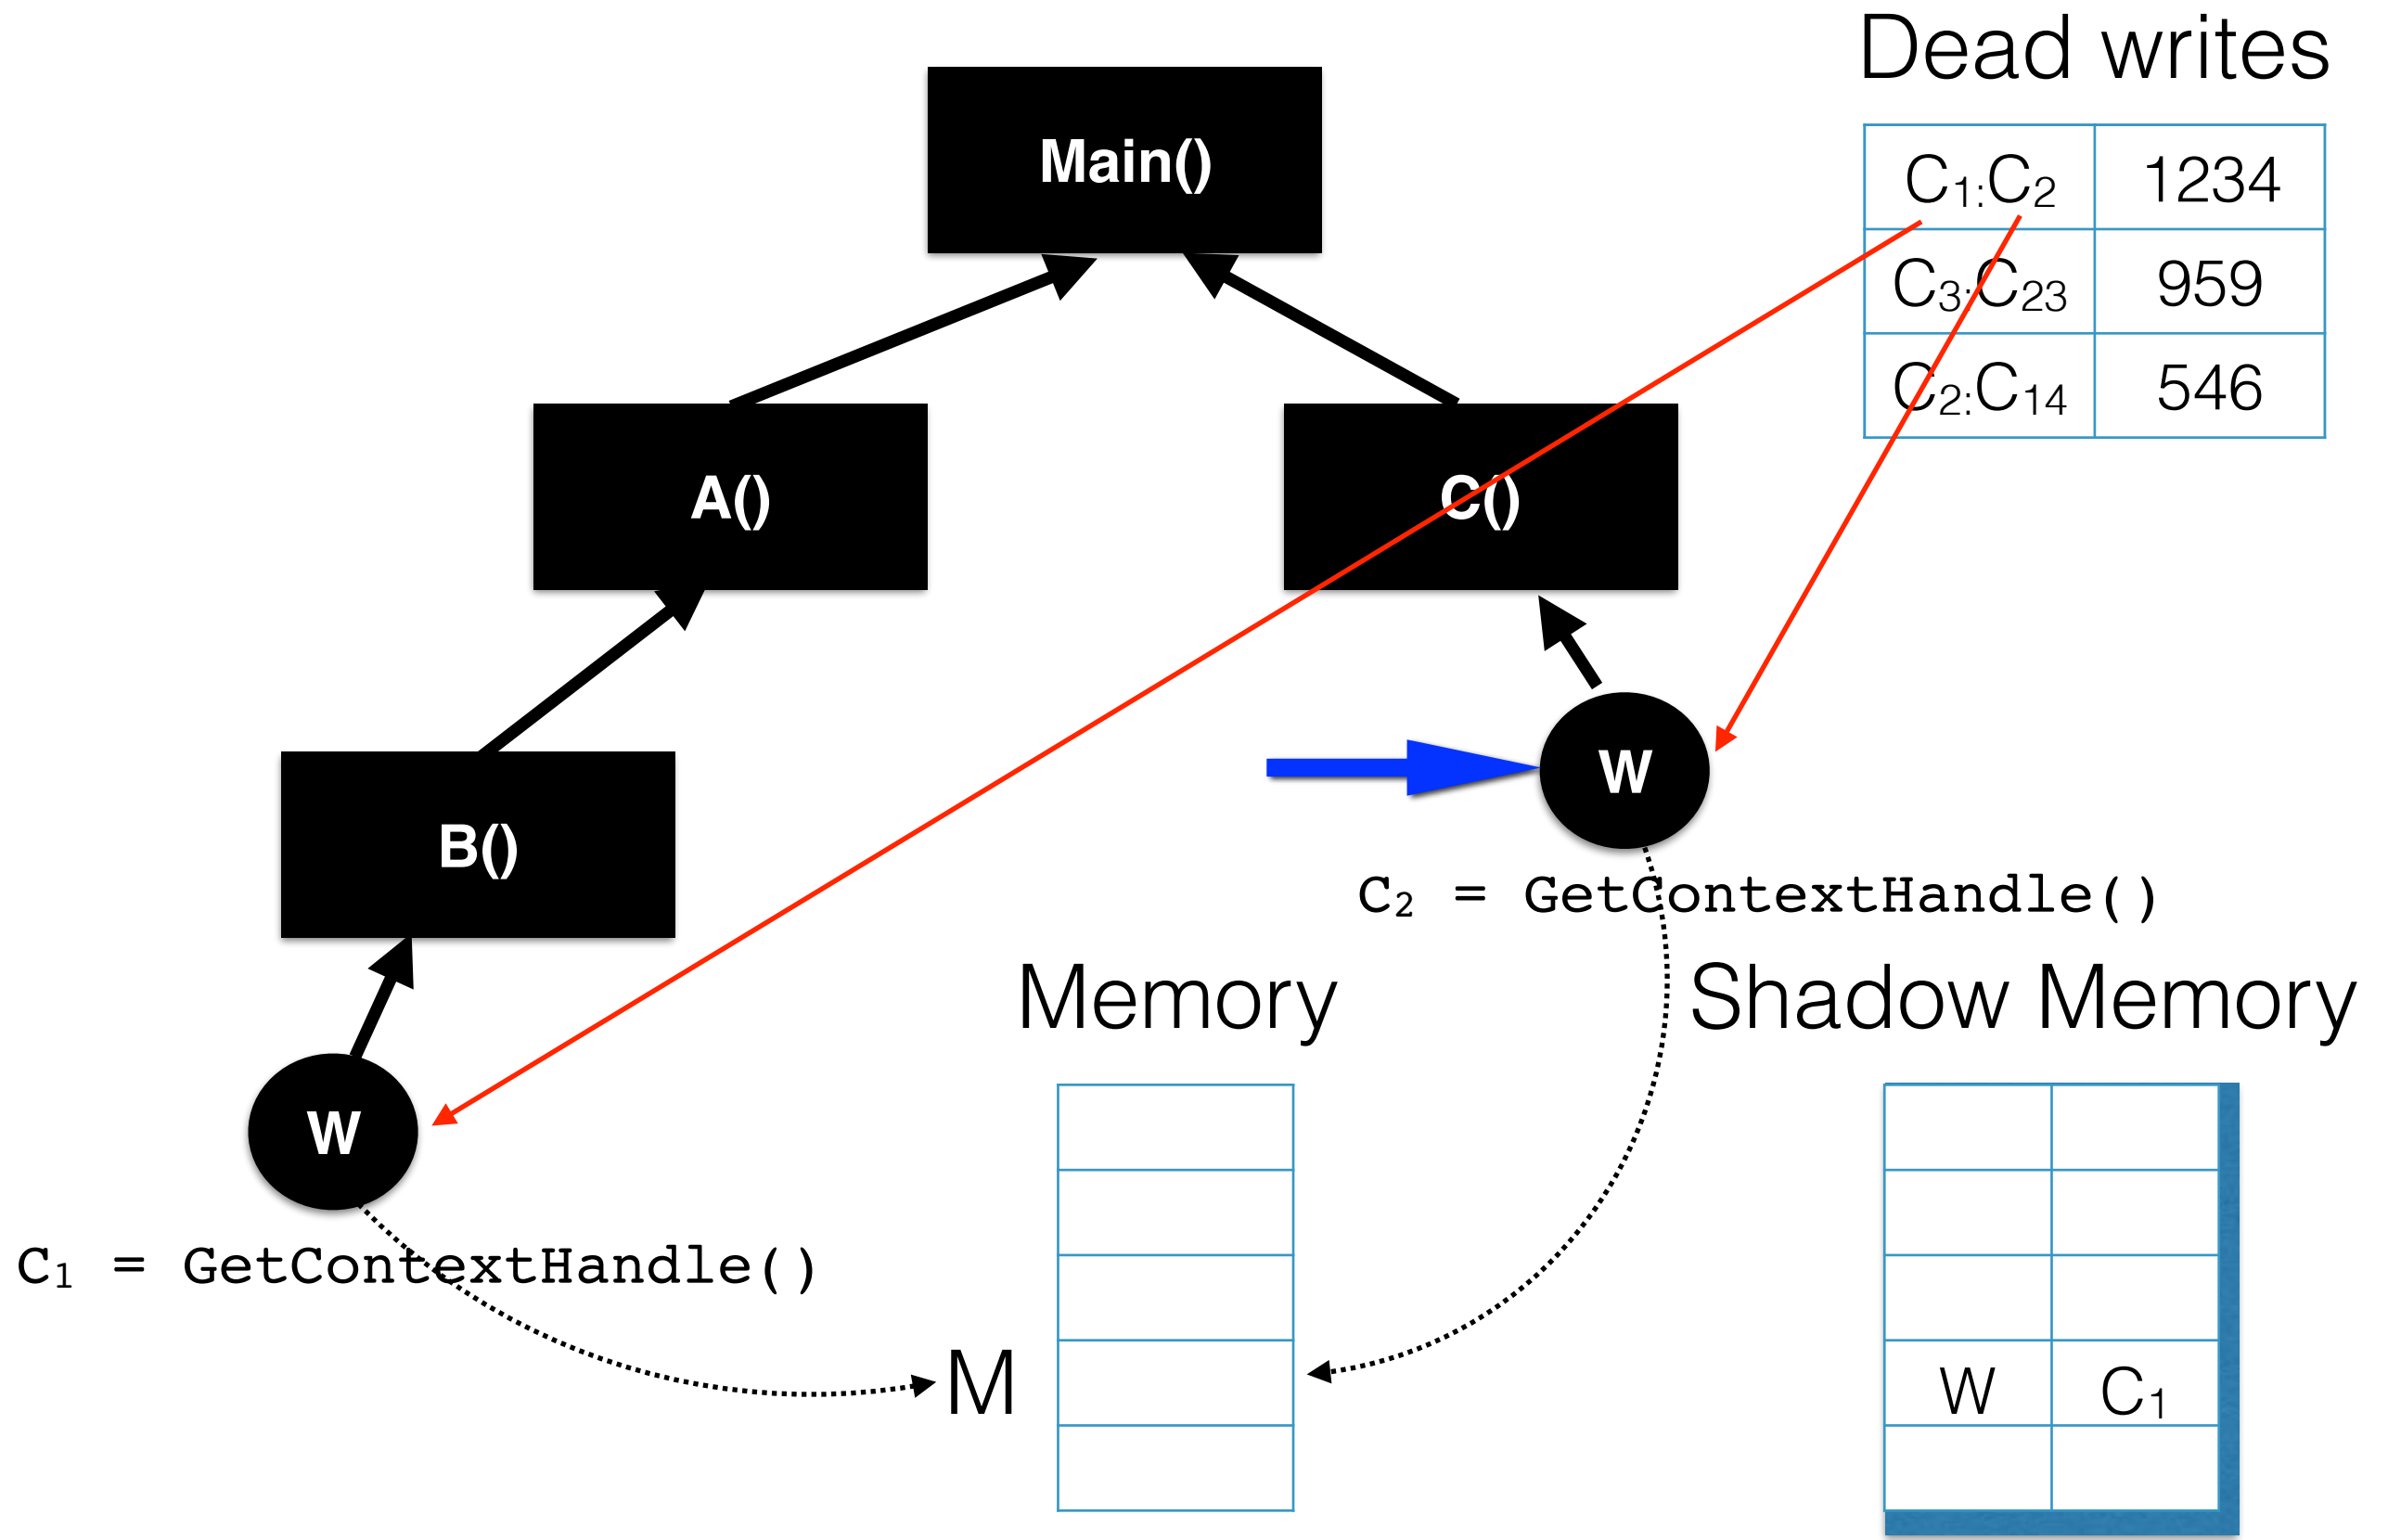 Dead writes
Main()
C₁:C₂ 1234
C₃:C₂₃ 959
C₂:C₁₄ 546
A()
C()
B()
W
C₂ = GetContextHandle()
Memory
Shadow Memory
W
C₁ = GetContextHandle()
M
W C₁